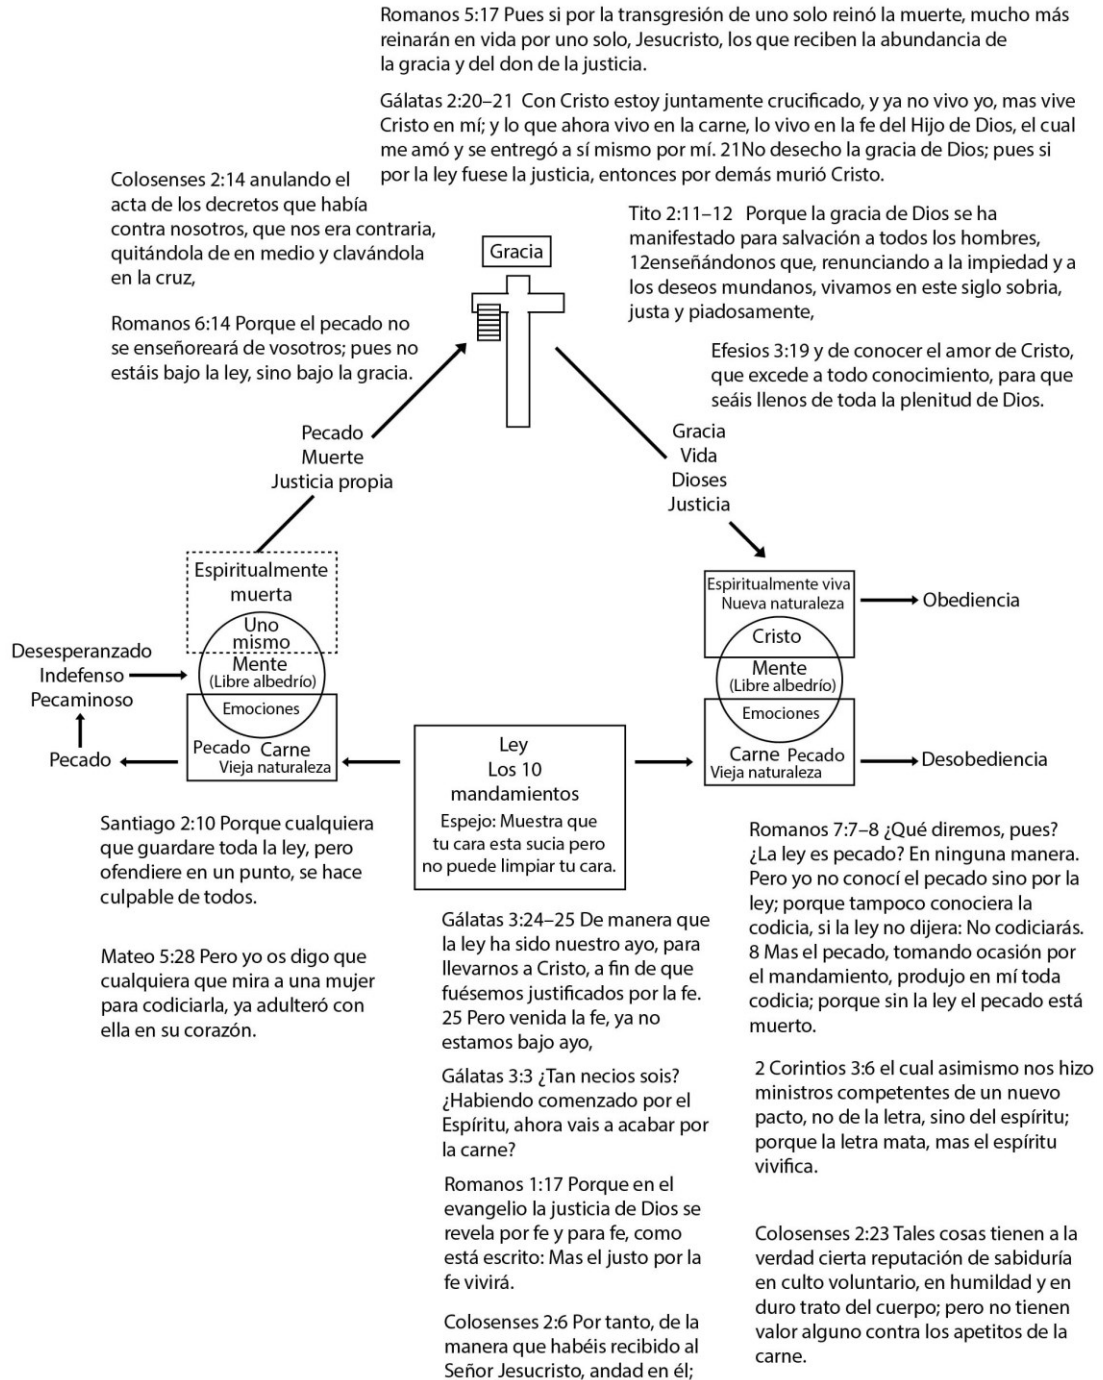 Romanos 5:17 Pues si por la transgresión de uno solo reinó la muerte, mucho más
reinarán en vida por uno solo, Jesucristo, los que reciben la abundancia de
la gracia y del don de la justicia.
Gálatas 2:20–21 Con Cristo estoy juntamente crucificado, y ya no vivo yo, mas vive
Cristo en mí; y lo que ahora vivo en la carne, lo vivo en la fe del Hijo de Dios, el cual
me amó y se entregó a sí mismo por mí. 21No desecho la gracia de Dios; pues si
por la ley fuese la justicia, entonces por demás murió Cristo.
Colosenses 2:14 anulando el
acta de los decretos que había
contra nosotros, que nos era contraria,
quitándola de en medio y clavándola
en la cruz,
Romanos 6:14 Porque el pecado no
se enseñoreará de vosotros; pues no
estáis bajo la ley, sino bajo la gracia.
Gracia
Tito 2:11–12 Porque la gracia de Dios se ha
manifestado para salvación a todos los hombres,
12enseñándonos que, renunciando a la impiedad y a
los deseos mundanos, vivamos en este siglo sobria,
justa y piadosamente,
Efesios 3:19 y de conocer el amor de Cristo,
que excede a todo conocimiento, para que
seáis llenos de toda la plenitud de Dios.
Pecado
Muerte
Justicia propia
Gracia
Vida
Dioses
Justicia
Espiritualmente
muerta
Uno
mismo
Mente
(Libre albedrío)
Emociones
Pecado Carne
Vieja naturaleza
Desesperanzado
Indefenso
Pecaminoso
Pecado
Ley
Los 10
mandamientos
Espejo: Muestra que
tu cara esta sucia pero
no puede limpiar tu cara.
Espiritualmente viva
Nueva naturaleza
Cristo
Mente
(Libre albedrío)
Emociones
Carne Pecado
Vieja naturaleza
Obediencia
Desobediencia
Santiago 2:10 Porque cualquiera
que guardare toda la ley, pero
ofendiere en un punto, se hace
culpable de todos.
Mateo 5:28 Pero yo os digo que
cualquiera que mira a una mujer
para codiciarla, ya adulteró con
ella en su corazón.
Gálatas 3:24–25 De manera que
la ley ha sido nuestro ayo, para
llevarnos a Cristo, a fin de que
fuésemos justificados por la fe.
25 Pero venida la fe, ya no
estamos bajo ayo,
Gálatas 3:3 ¿Tan necios sois?
¿Habiendo comenzado por el
Espíritu, ahora vais a acabar por
la carne?
Romanos 1:17 Porque en el
evangelio la justicia de Dios se
revela por fe y para fe, como
está escrito: Mas el justo por la
fe vivirá.
Colosenses 2:6 Por tanto, de la
manera que habéis recibido al
Señor Jesucristo, andad en él;
Romanos 7:7–8 ¿Qué diremos, pues?
¿La ley es pecado? En ninguna manera.
Pero yo no conocí el pecado sino por la
ley; porque tampoco conociera la
codicia, si la ley no dijera: No codiciarás.
8 Mas el pecado, tomando ocasión por
el mandamiento, produjo en mí toda
codicia; porque sin la ley el pecado está
muerto.
2 Corintios 3:6 el cual asimismo nos hizo
ministros competentes de un nuevo
pacto, no de la letra, sino del espíritu;
porque la letra mata, mas el espíritu
vivifica.
Colosenses 2:23 Tales cosas tienen a la
verdad cierta reputación de sabiduría
en culto voluntario, en humildad y en
duro trato del cuerpo; pero no tienen
valor alguno contra los apetitos de la
carne.